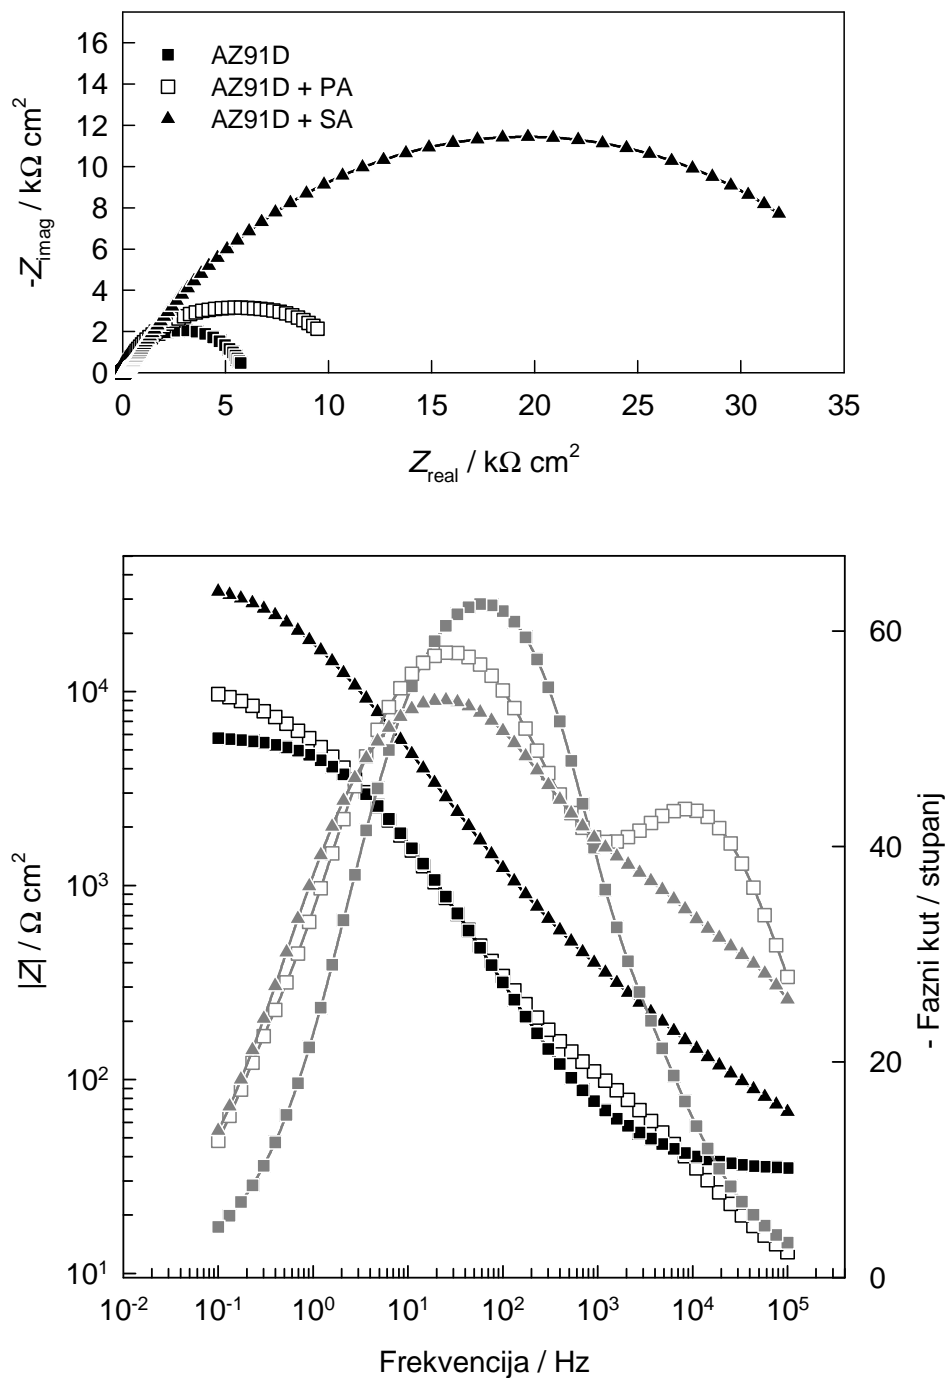 16
14
12
10
8
6
4
2
0
-Z_imag / kΩ cm²
AZ91D
AZ91D + PA
AZ91D + SA
0 5 10 15 20 25 30 35
Z_real / kΩ cm²
10⁴
10³
10²
10¹
|Z| / Ω cm²
60
40
20
0
- Fazni kut / stupanj
10⁻² 10⁻¹ 10⁰ 10¹ 10² 10³ 10⁴ 10⁵
Frekvencija / Hz